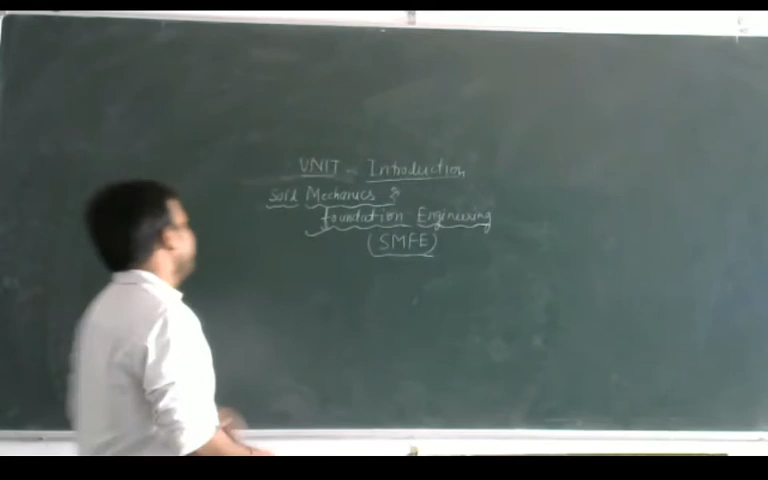 UNIT - Introduction
Soil Mechanics &
Foundation Engineering
(SMFE)